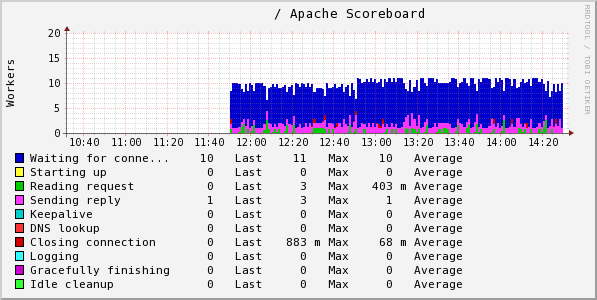 / Apache Scoreboard
RRDTOOL / TOBI OETIKER
Workers
20
15
10
5
0
10:40 11:00 11:20 11:40 12:00 12:20 12:40 13:00 13:20 13:40 14:00 14:20
Waiting for conne... 10 Last 11 Max 10 Average
Starting up 0 Last 0 Max 0 Average
Reading request 0 Last 3 Max 403 m Average
Sending reply 1 Last 3 Max 1 Average
Keepalive 0 Last 0 Max 0 Average
DNS lookup 0 Last 0 Max 0 Average
Closing connection 0 Last 883 m Max 68 m Average
Logging 0 Last 0 Max 0 Average
Gracefully finishing 0 Last 0 Max 0 Average
Idle cleanup 0 Last 0 Max 0 Average